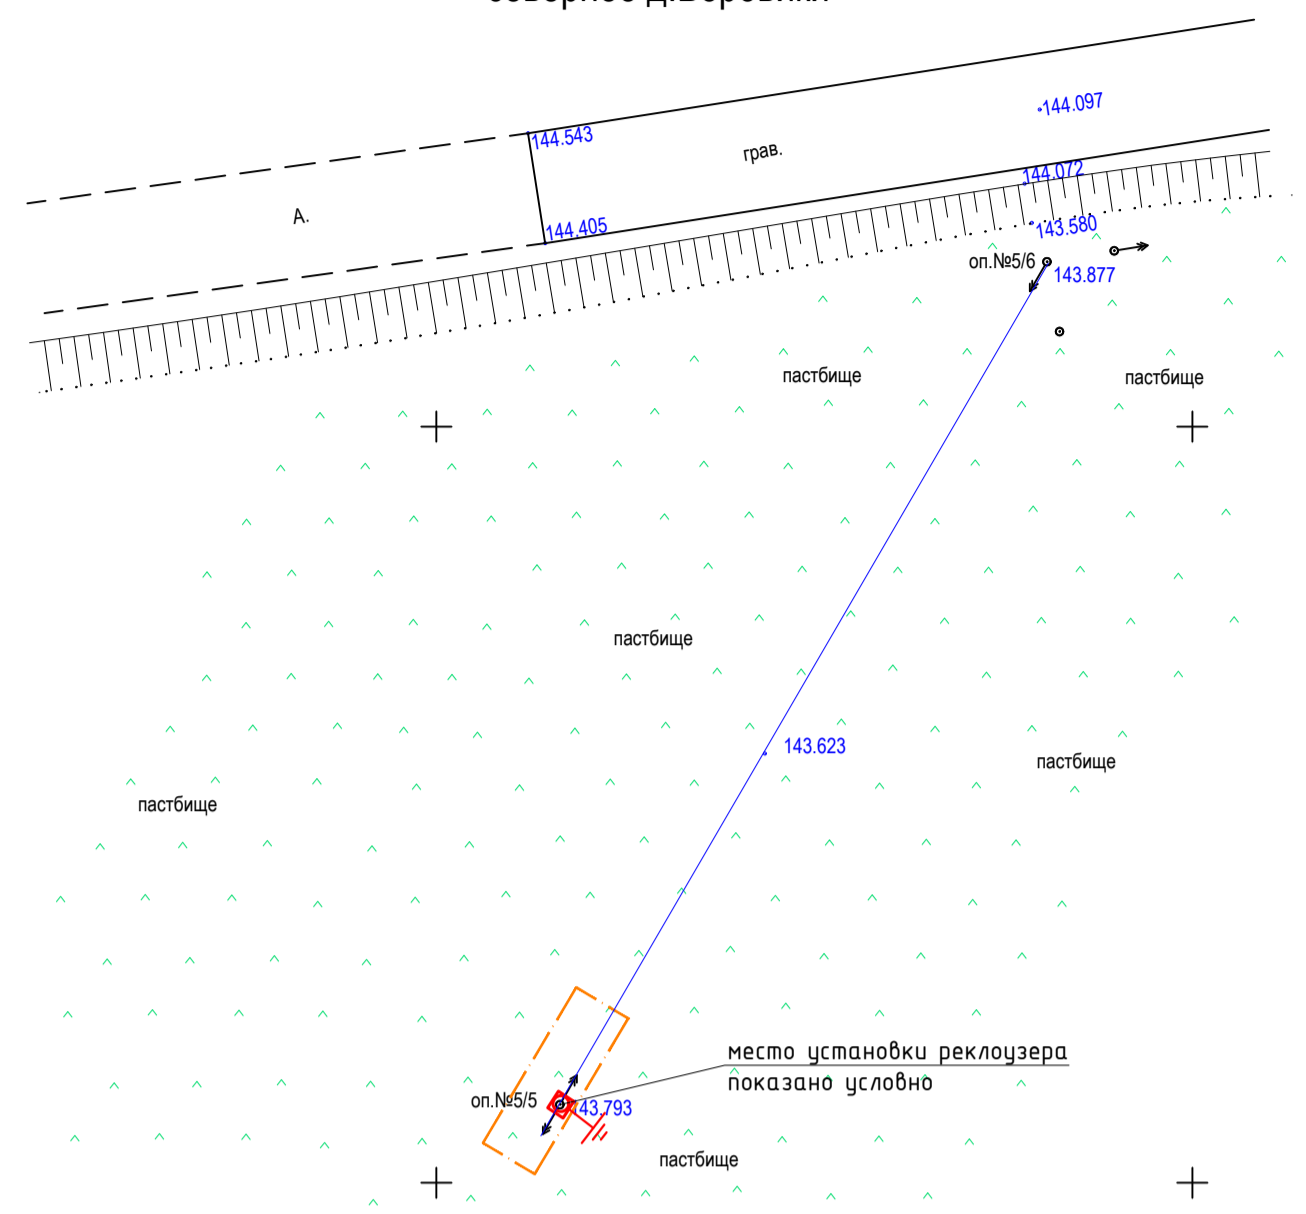 144.097
144.543
грав.
144.072
А.
144.405
143.580
оп.№5/6
143.877
пастбище
пастбище
пастбище
143.623
пастбище
пастбище
место установки реклоузера
показано условно
оп.№5/5
43.793
пастбище